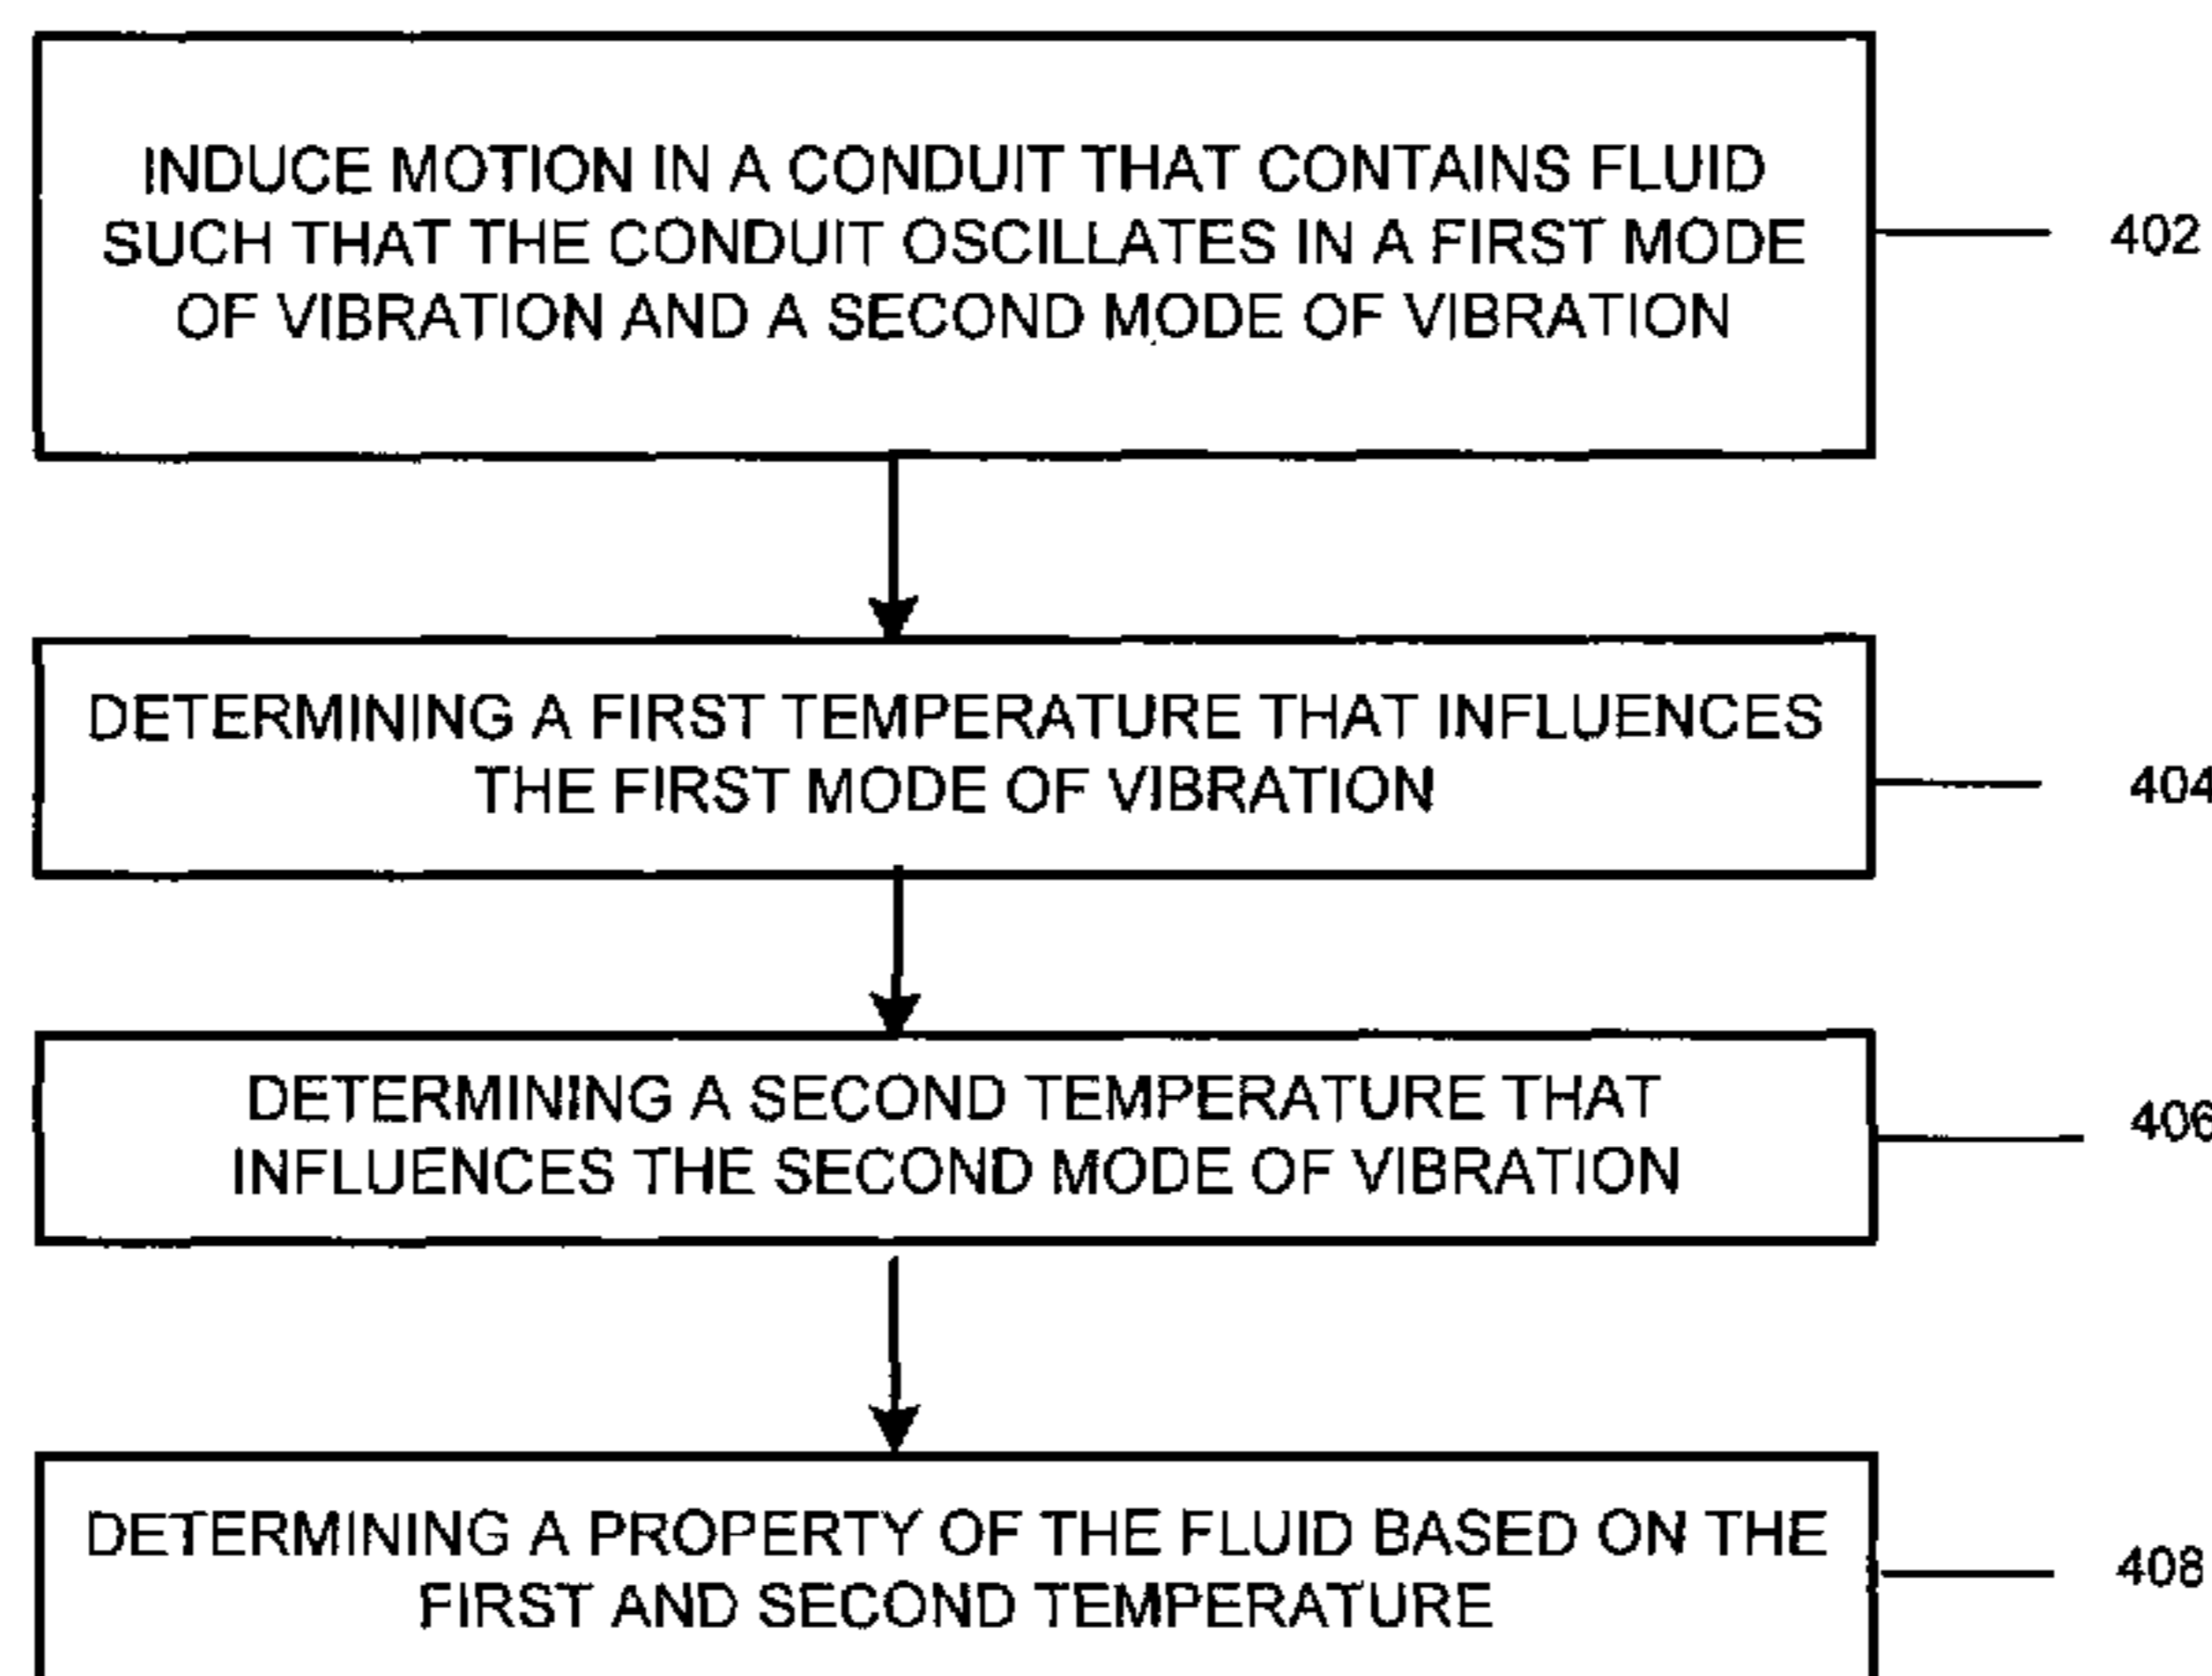 INDUCE MOTION IN A CONDUIT THAT CONTAINS FLUID
SUCH THAT THE CONDUIT OSCILLATES IN A FIRST MODE
OF VIBRATION AND A SECOND MODE OF VIBRATION
402
DETERMINING A FIRST TEMPERATURE THAT INFLUENCES
THE FIRST MODE OF VIBRATION
404
DETERMINING A SECOND TEMPERATURE THAT
INFLUENCES THE SECOND MODE OF VIBRATION
406
DETERMINING A PROPERTY OF THE FLUID BASED ON THE
FIRST AND SECOND TEMPERATURE
408